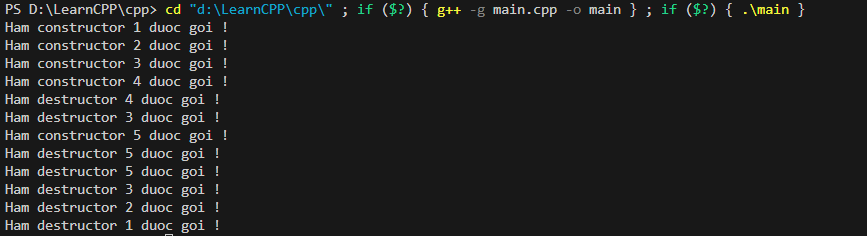 PS D:\LearnCPP\cpp> cd "d:\LearnCPP\cpp\" ; if ($?) { g++ -g main.cpp -o main } ; if ($?) { .\main }
Ham constructor 1 duoc goi !
Ham constructor 2 duoc goi !
Ham constructor 3 duoc goi !
Ham constructor 4 duoc goi !
Ham destructor 4 duoc goi !
Ham destructor 3 duoc goi !
Ham constructor 5 duoc goi !
Ham destructor 5 duoc goi !
Ham destructor 5 duoc goi !
Ham destructor 3 duoc goi !
Ham destructor 2 duoc goi !
Ham destructor 1 duoc goi !